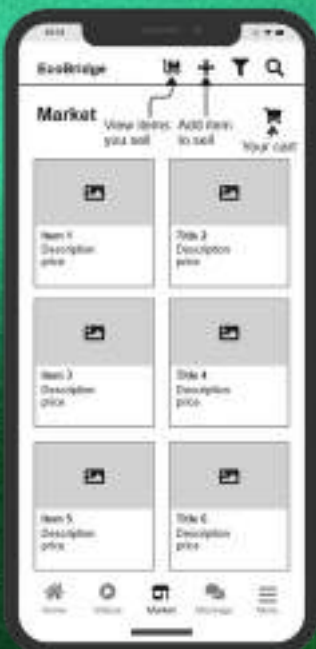 EcoBridge
Market
View items
you sell
Add item
to sell
Your cart
Item 1
Description
price
Title 2
Description
price
Item 3
Description
price
Title 4
Description
price
Item 5
Description
price
Title 6
Description
price
Home
Videos
Market
Message
Menu